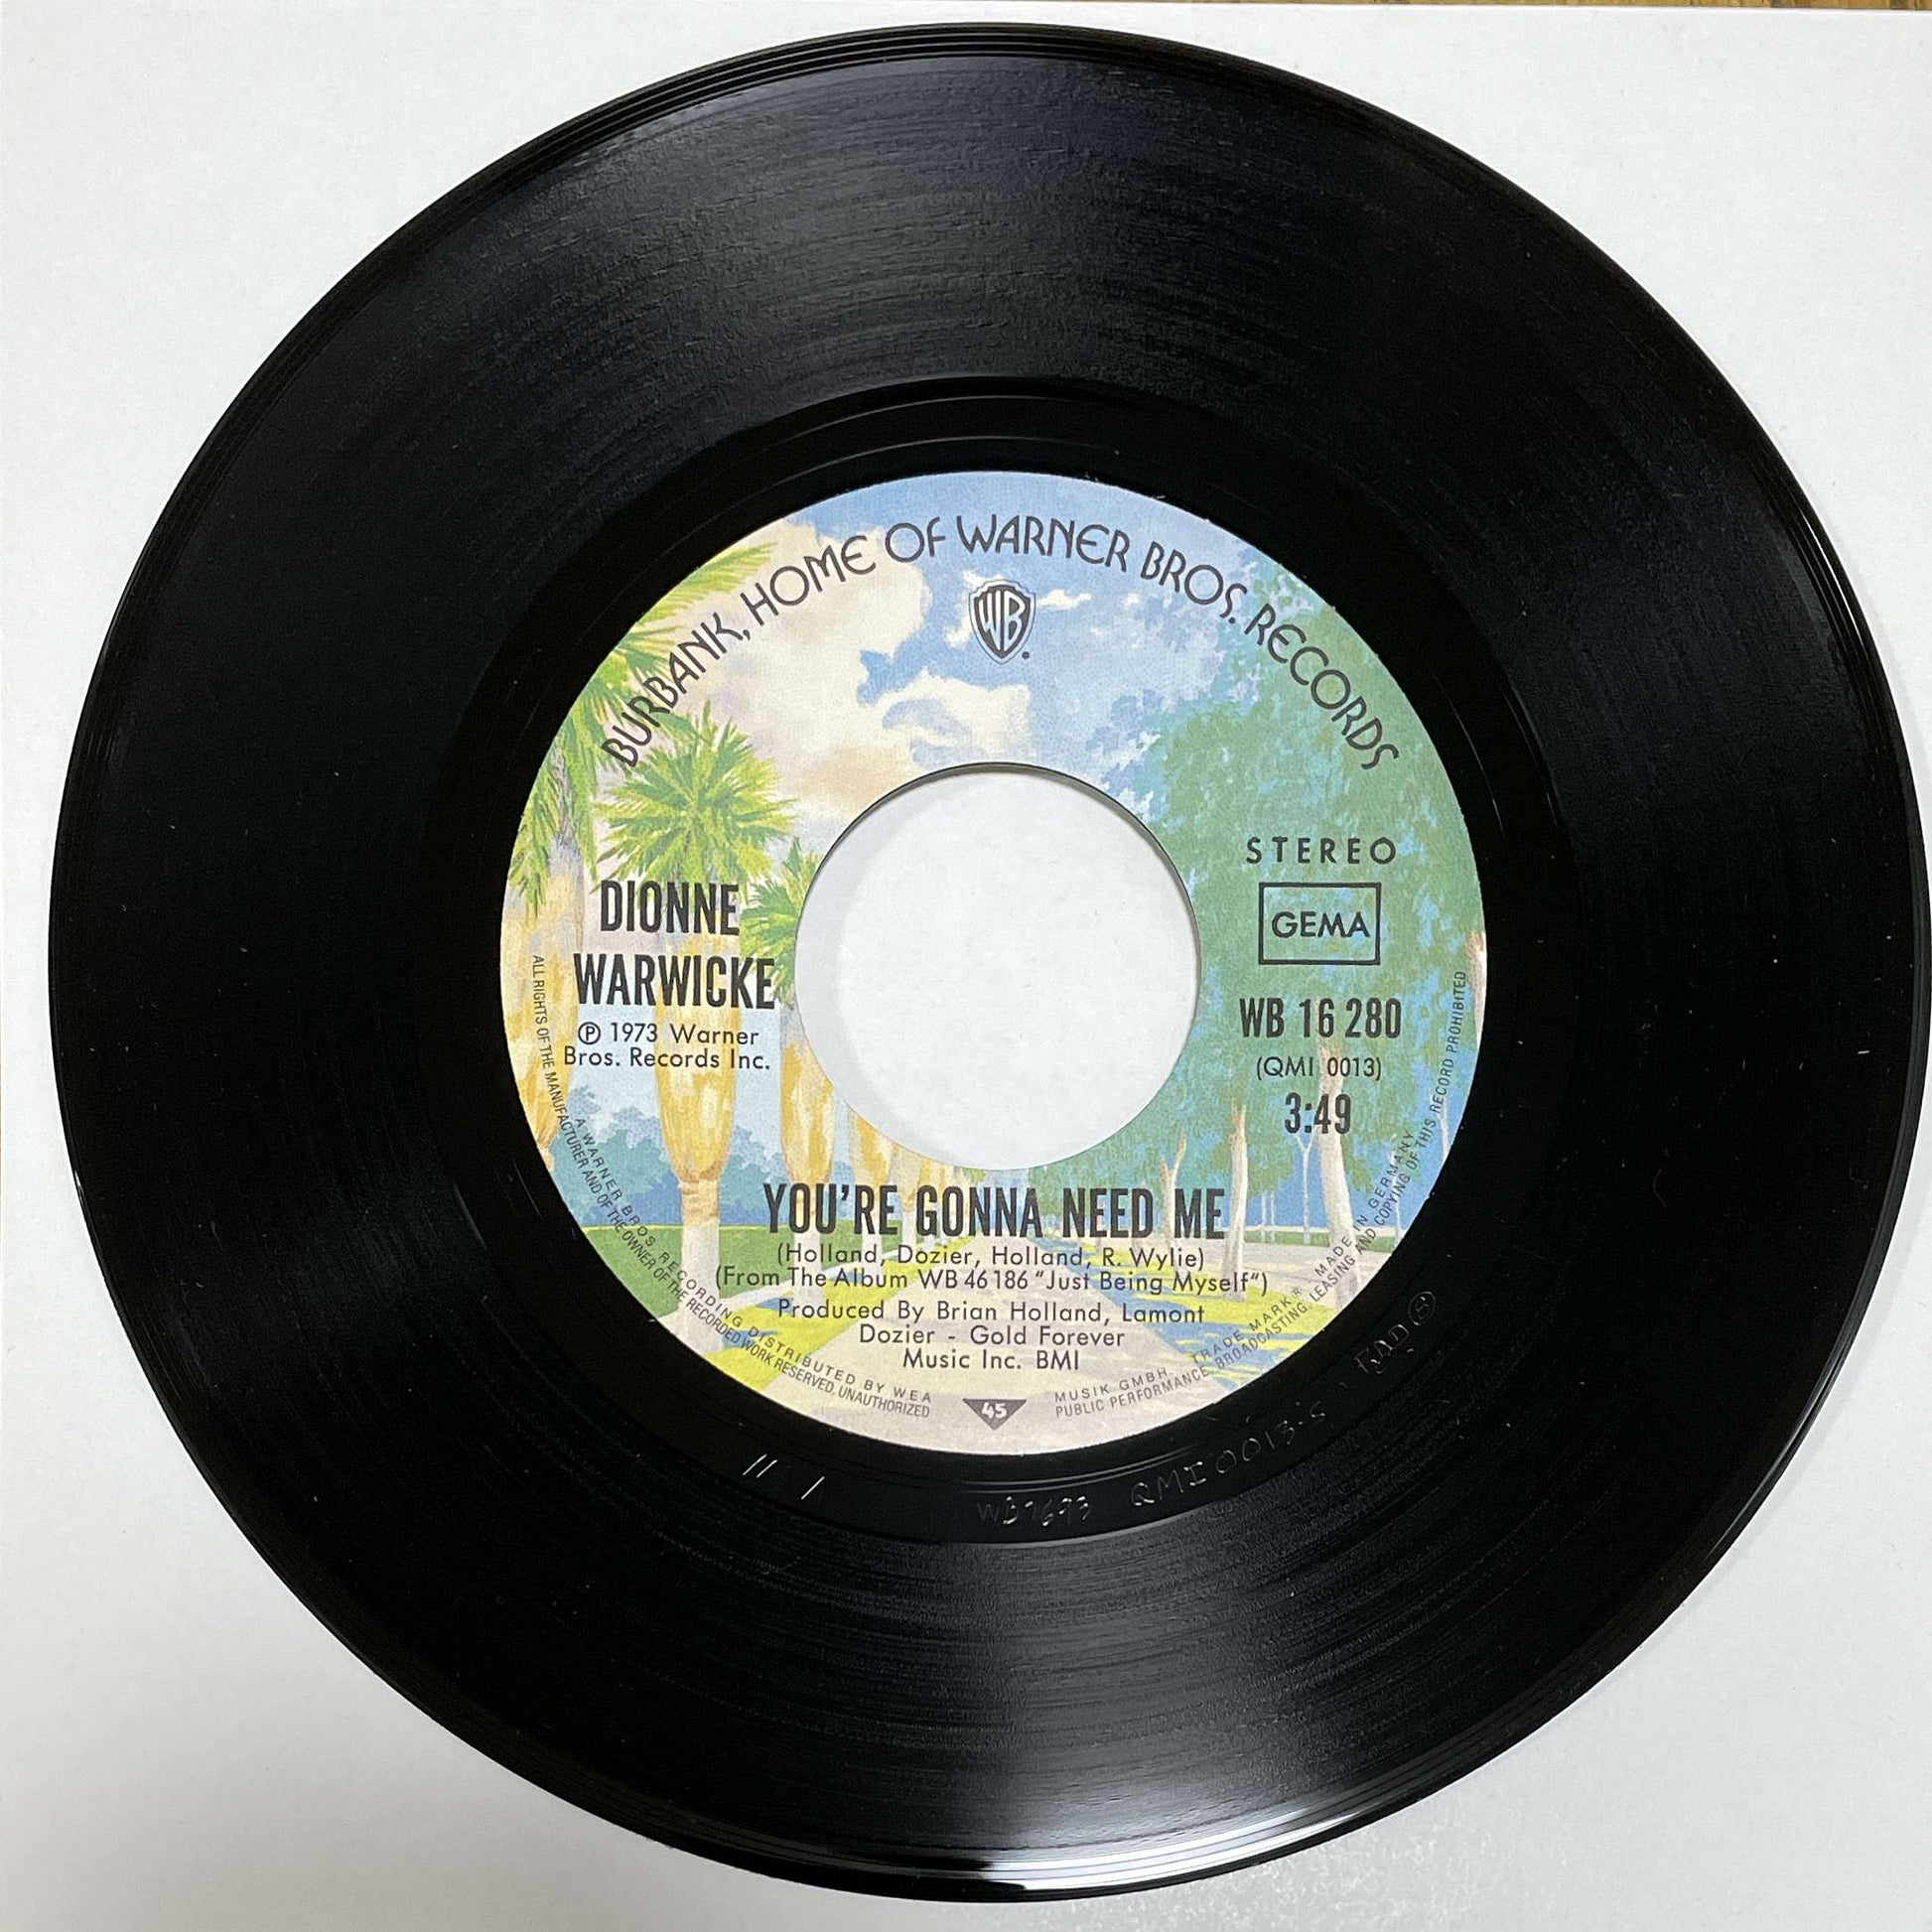 BURBANK, HOME OF WARNER BROS. RECORDS
WB
STEREO
GEMA
DIONNE
WARWICKE
℗ 1973 Warner
Bros. Records Inc.
WB 16 280
(QMI 0013)
3:49
YOU'RE GONNA NEED ME
(Holland, Dozier, Holland, R. Wylie)
(From The Album WB 46 186 "Just Being Myself")
Produced By Brian Holland, Lamont
Dozier - Gold Forever
Music Inc. BMI
A WARNER BROS. RECORDING DISTRIBUTED BY WEA MUSIK GMBH. TRADE MARK ® MADE IN GERMANY
ALL RIGHTS OF THE MANUFACTURER AND OF THE OWNER OF THE RECORDED WORK RESERVED. UNAUTHORIZED PUBLIC PERFORMANCE, BROADCASTING, LEASING AND COPYING OF THIS RECORD PROHIBITED
45
WB7693 QMI0013-S